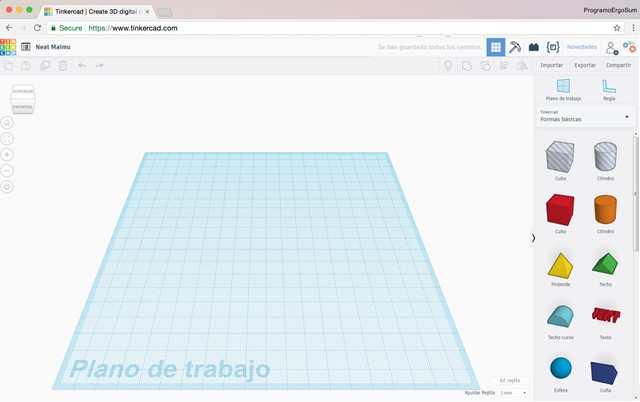 Tinkercad | Create 3D digital d
ProgramoErgoSum
Secure
https://www.tinkercad.com
TIN
KER
CAD
Neat Maimu
Se han guardado todos los cambios.
Novedades
Importar
Exportar
Compartir
SUPERIOR
FRONTAL
Plano de trabajo
Regla
Tinkercad
Formas básicas
Cubo
Cilindro
Cubo
Cilindro
Pirámide
Techo
Techo curvo
TEXT
Texto
Esfera
Cuña
Plano de trabajo
Ed. rejilla
Ajustar Rejilla
1 mm